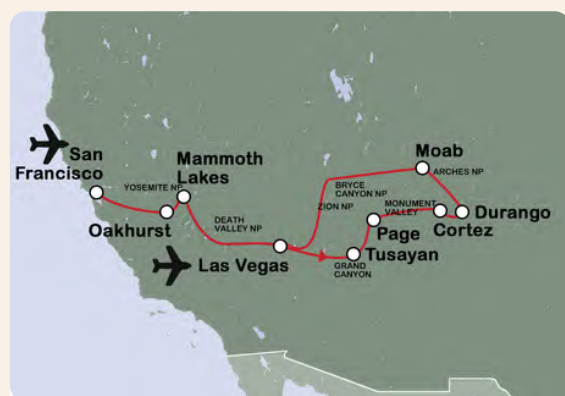 San
Francisco
YOSEMITE NP
Mammoth
Lakes
Oakhurst
DEATH
VALLEY NP
Las Vegas
BRYCE
CANYON NP
ZION NP
Moab
ARCHES NP
MONUMENT
VALLEY
Durango
Cortez
Page
Tusayan
GRAND
CANYON